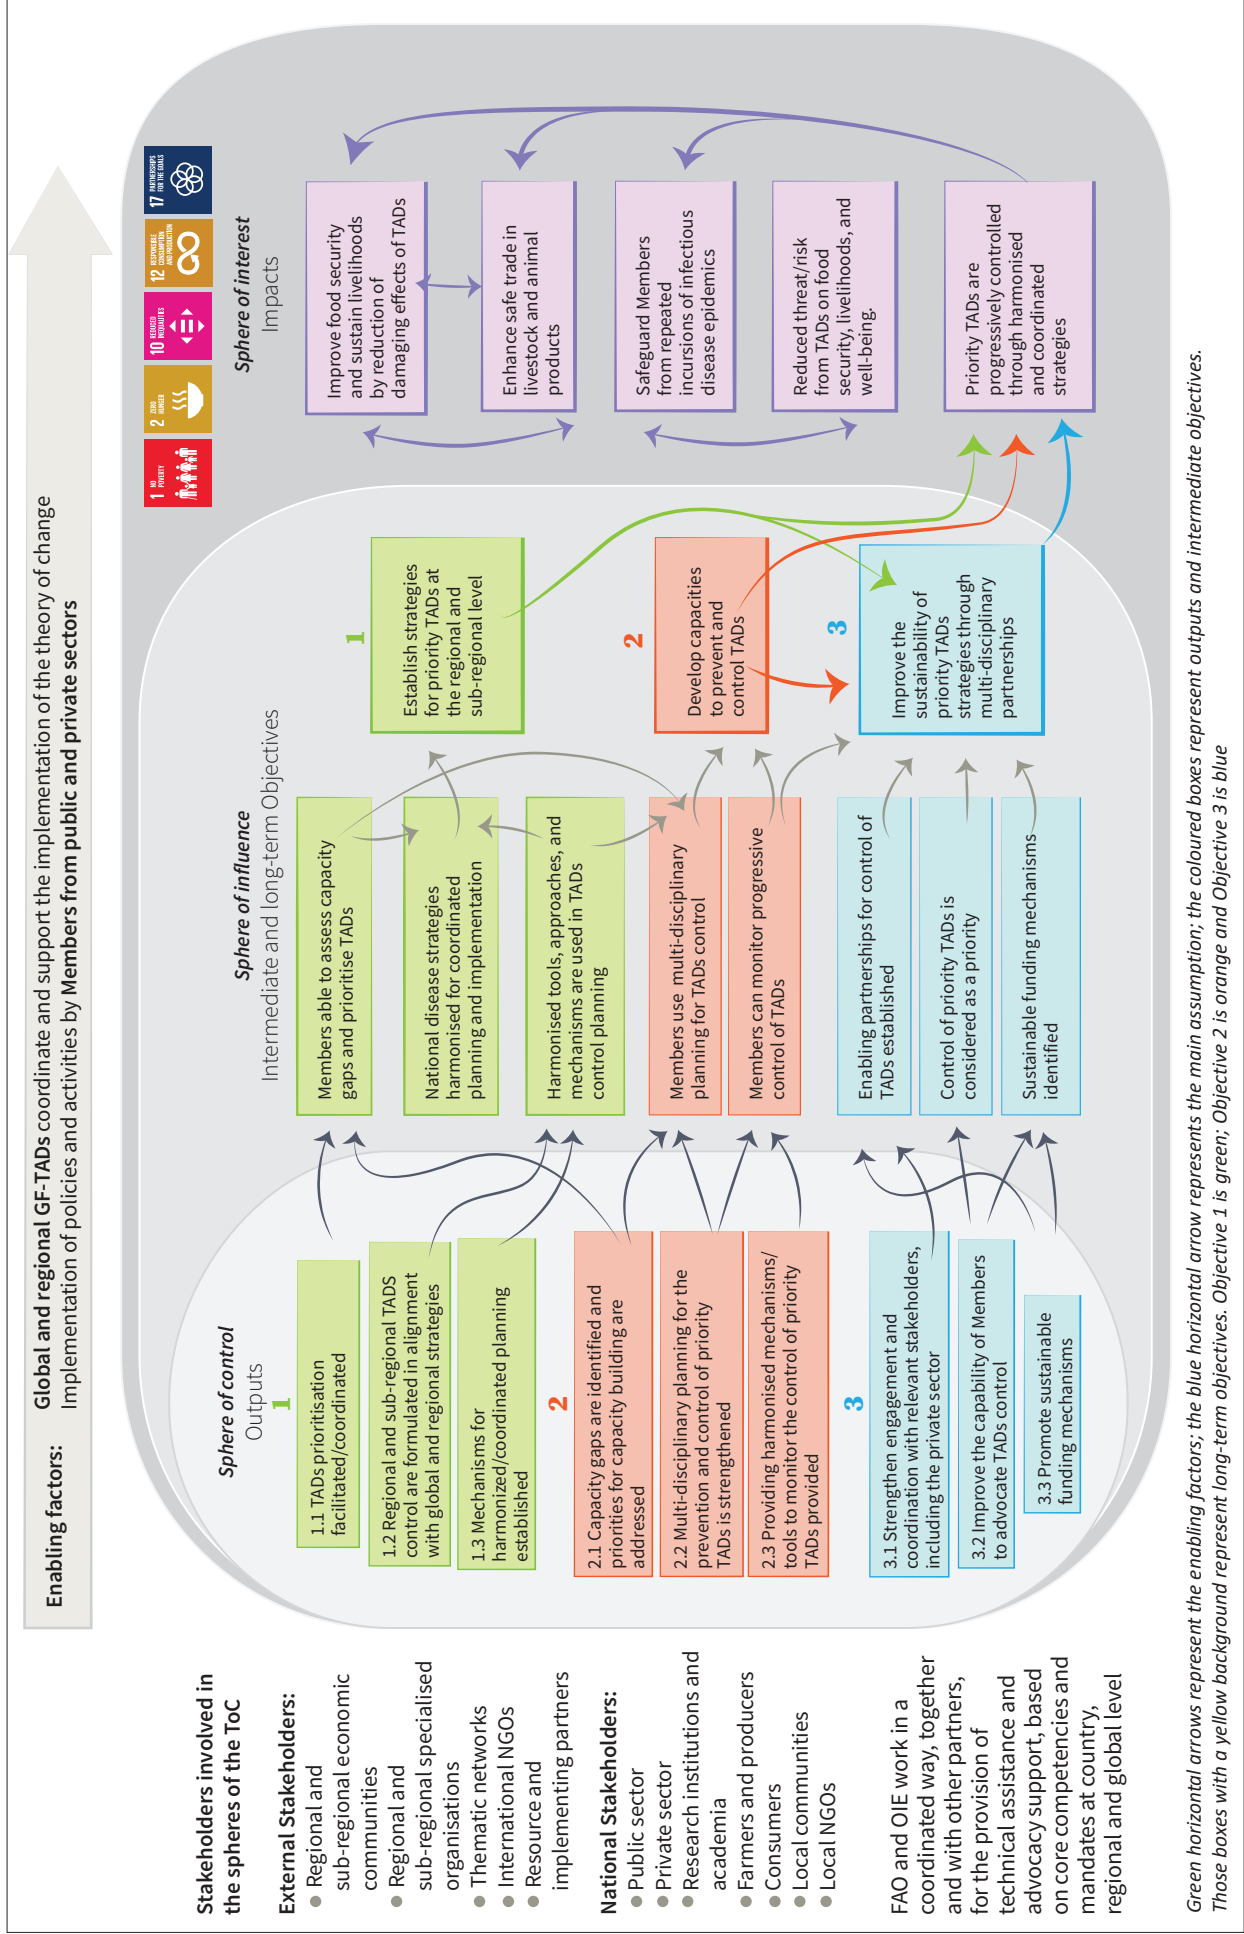 Enabling factors:
Global and regional GF-TADs coordinate and support the implementation of the theory of change
Implementation of policies and activities by Members from public and private sectors
Stakeholders involved in
the spheres of the ToC
External Stakeholders:
● Regional and
sub-regional economic
communities
● Regional and
sub-regional specialised
organisations
● Thematic networks
● International NGOs
● Resource and
implementing partners
National Stakeholders:
● Public sector
● Private sector
● Research institutions and
academia
● Farmers and producers
● Consumers
● Local communities
● Local NGOs
FAO and OIE work in a
coordinated way, together
and with other partners,
for the provision of
technical assistance and
advocacy support, based
on core competencies and
mandates at country,
regional and global level
Sphere of control
Outputs
1
1.1 TADs prioritisation
facilitated/coordinated
1.2 Regional and sub-regional TADS
control are formulated in alignment
with global and regional strategies
1.3 Mechanisms for
harmonized/coordinated planning
established
2
2.1 Capacity gaps are identified and
priorities for capacity building are
addressed
2.2 Multi-disciplinary planning for the
prevention and control of priority
TADs is strengthened
2.3 Providing harmonised mechanisms/
tools to monitor the control of priority
TADs provided
3
3.1 Strengthen engagement and
coordination with relevant stakeholders,
including the private sector
3.2 Improve the capability of Members
to advocate TADs control
3.3 Promote sustainable
funding mechanisms
Sphere of influence
Intermediate and long-term Objectives
Members able to assess capacity
gaps and prioritise TADs
National disease strategies
harmonised for coordinated
planning and implementation
Harmonised tools, approaches, and
mechanisms are used in TADs
control planning
Members use multi-disciplinary
planning for TADs control
Members can monitor progressive
control of TADs
Enabling partnerships for control of
TADs established
Control of priority TADs is
considered as a priority
Sustainable funding mechanisms
identified
1
Establish strategies
for priority TADs at
the regional and
sub-regional level
2
Develop capacities
to prevent and
control TADs
3
Improve the
sustainability of
priority TADs
strategies through
multi-disciplinary
partnerships
1 NO
POVERTY
2 ZERO
HUNGER
10 REDUCED
INEQUALITIES
12 RESPONSIBLE
CONSUMPTION
AND PRODUCTION
17 PARTNERSHIPS
FOR THE GOALS
Sphere of interest
Impacts
Improve food security
and sustain livelihoods
by reduction of
damaging effects of TADs
Enhance safe trade in
livestock and animal
products
Safeguard Members
from repeated
incursions of infectious
disease epidemics
Reduced threat/risk
from TADs on food
security, livelihoods, and
well-being,
Priority TADs are
progressively controlled
through harmonised
and coordinated
strategies
Green horizontal arrows represent the enabling factors; the blue horizontal arrow represents the main assumption; the coloured boxes represent outputs and intermediate objectives.
Those boxes with a yellow background represent long-term objectives. Objective 1 is green; Objective 2 is orange and Objective 3 is blue